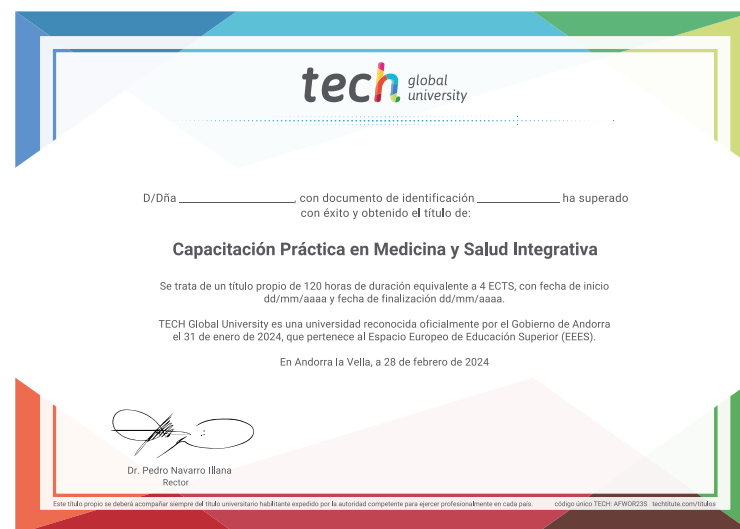 tech global university
D/Dña ______________, con documento de identificación ______________ ha superado
con éxito y obtenido el título de:
Capacitación Práctica en Medicina y Salud Integrativa
Se trata de un título propio de 120 horas de duración equivalente a 4 ECTS, con fecha de inicio
dd/mm/aaaa y fecha de finalización dd/mm/aaaa.
TECH Global University es una universidad reconocida oficialmente por el Gobierno de Andorra
el 31 de enero de 2024, que pertenece al Espacio Europeo de Educación Superior (EEES).
En Andorra la Vella, a 28 de febrero de 2024
Dr. Pedro Navarro Illana
Rector
Este título propio se deberá acompañar siempre del título universitario habilitante expedido por la autoridad competente para ejercer profesionalmente en cada país. código único TECH: AFWOR23S techtitute.com/títulos